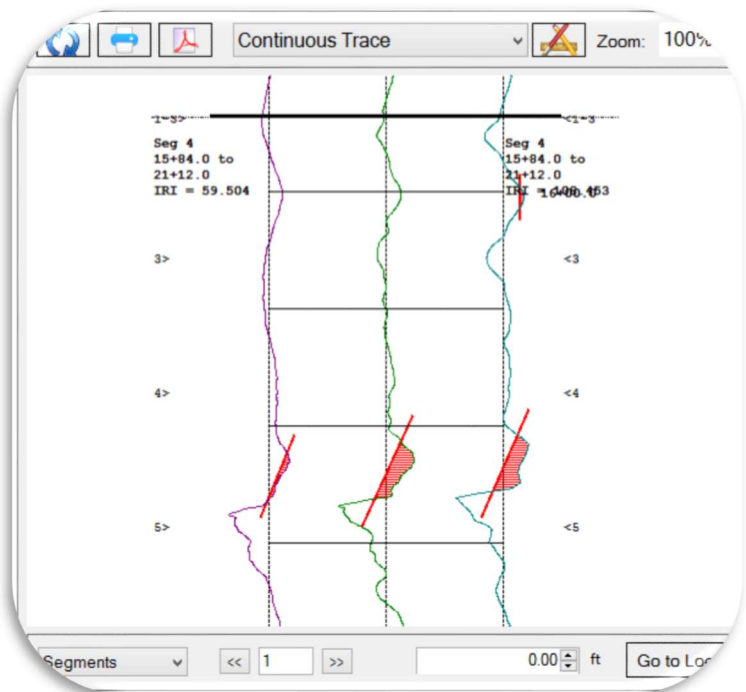 Continuous Trace
Zoom: 100%
1-3>
<1-3
Seg 4
15+84.0 to
21+12.0
IRI = 59.504
Seg 4
15+84.0 to
21+12.0
IRI =
3>
<3
4>
<4
5>
<5
Segments
<<
1
>>
0.00
ft
Go to